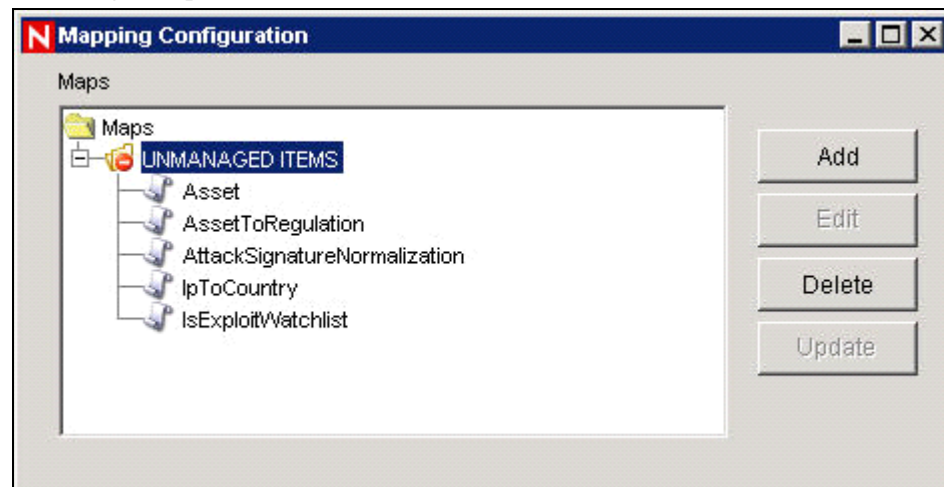 N Mapping Configuration
Maps
Maps
UNMANAGED ITEMS
Asset
AssetToRegulation
AttackSignatureNormalization
IpToCountry
IsExploitWatchlist
Add
Edit
Delete
Update